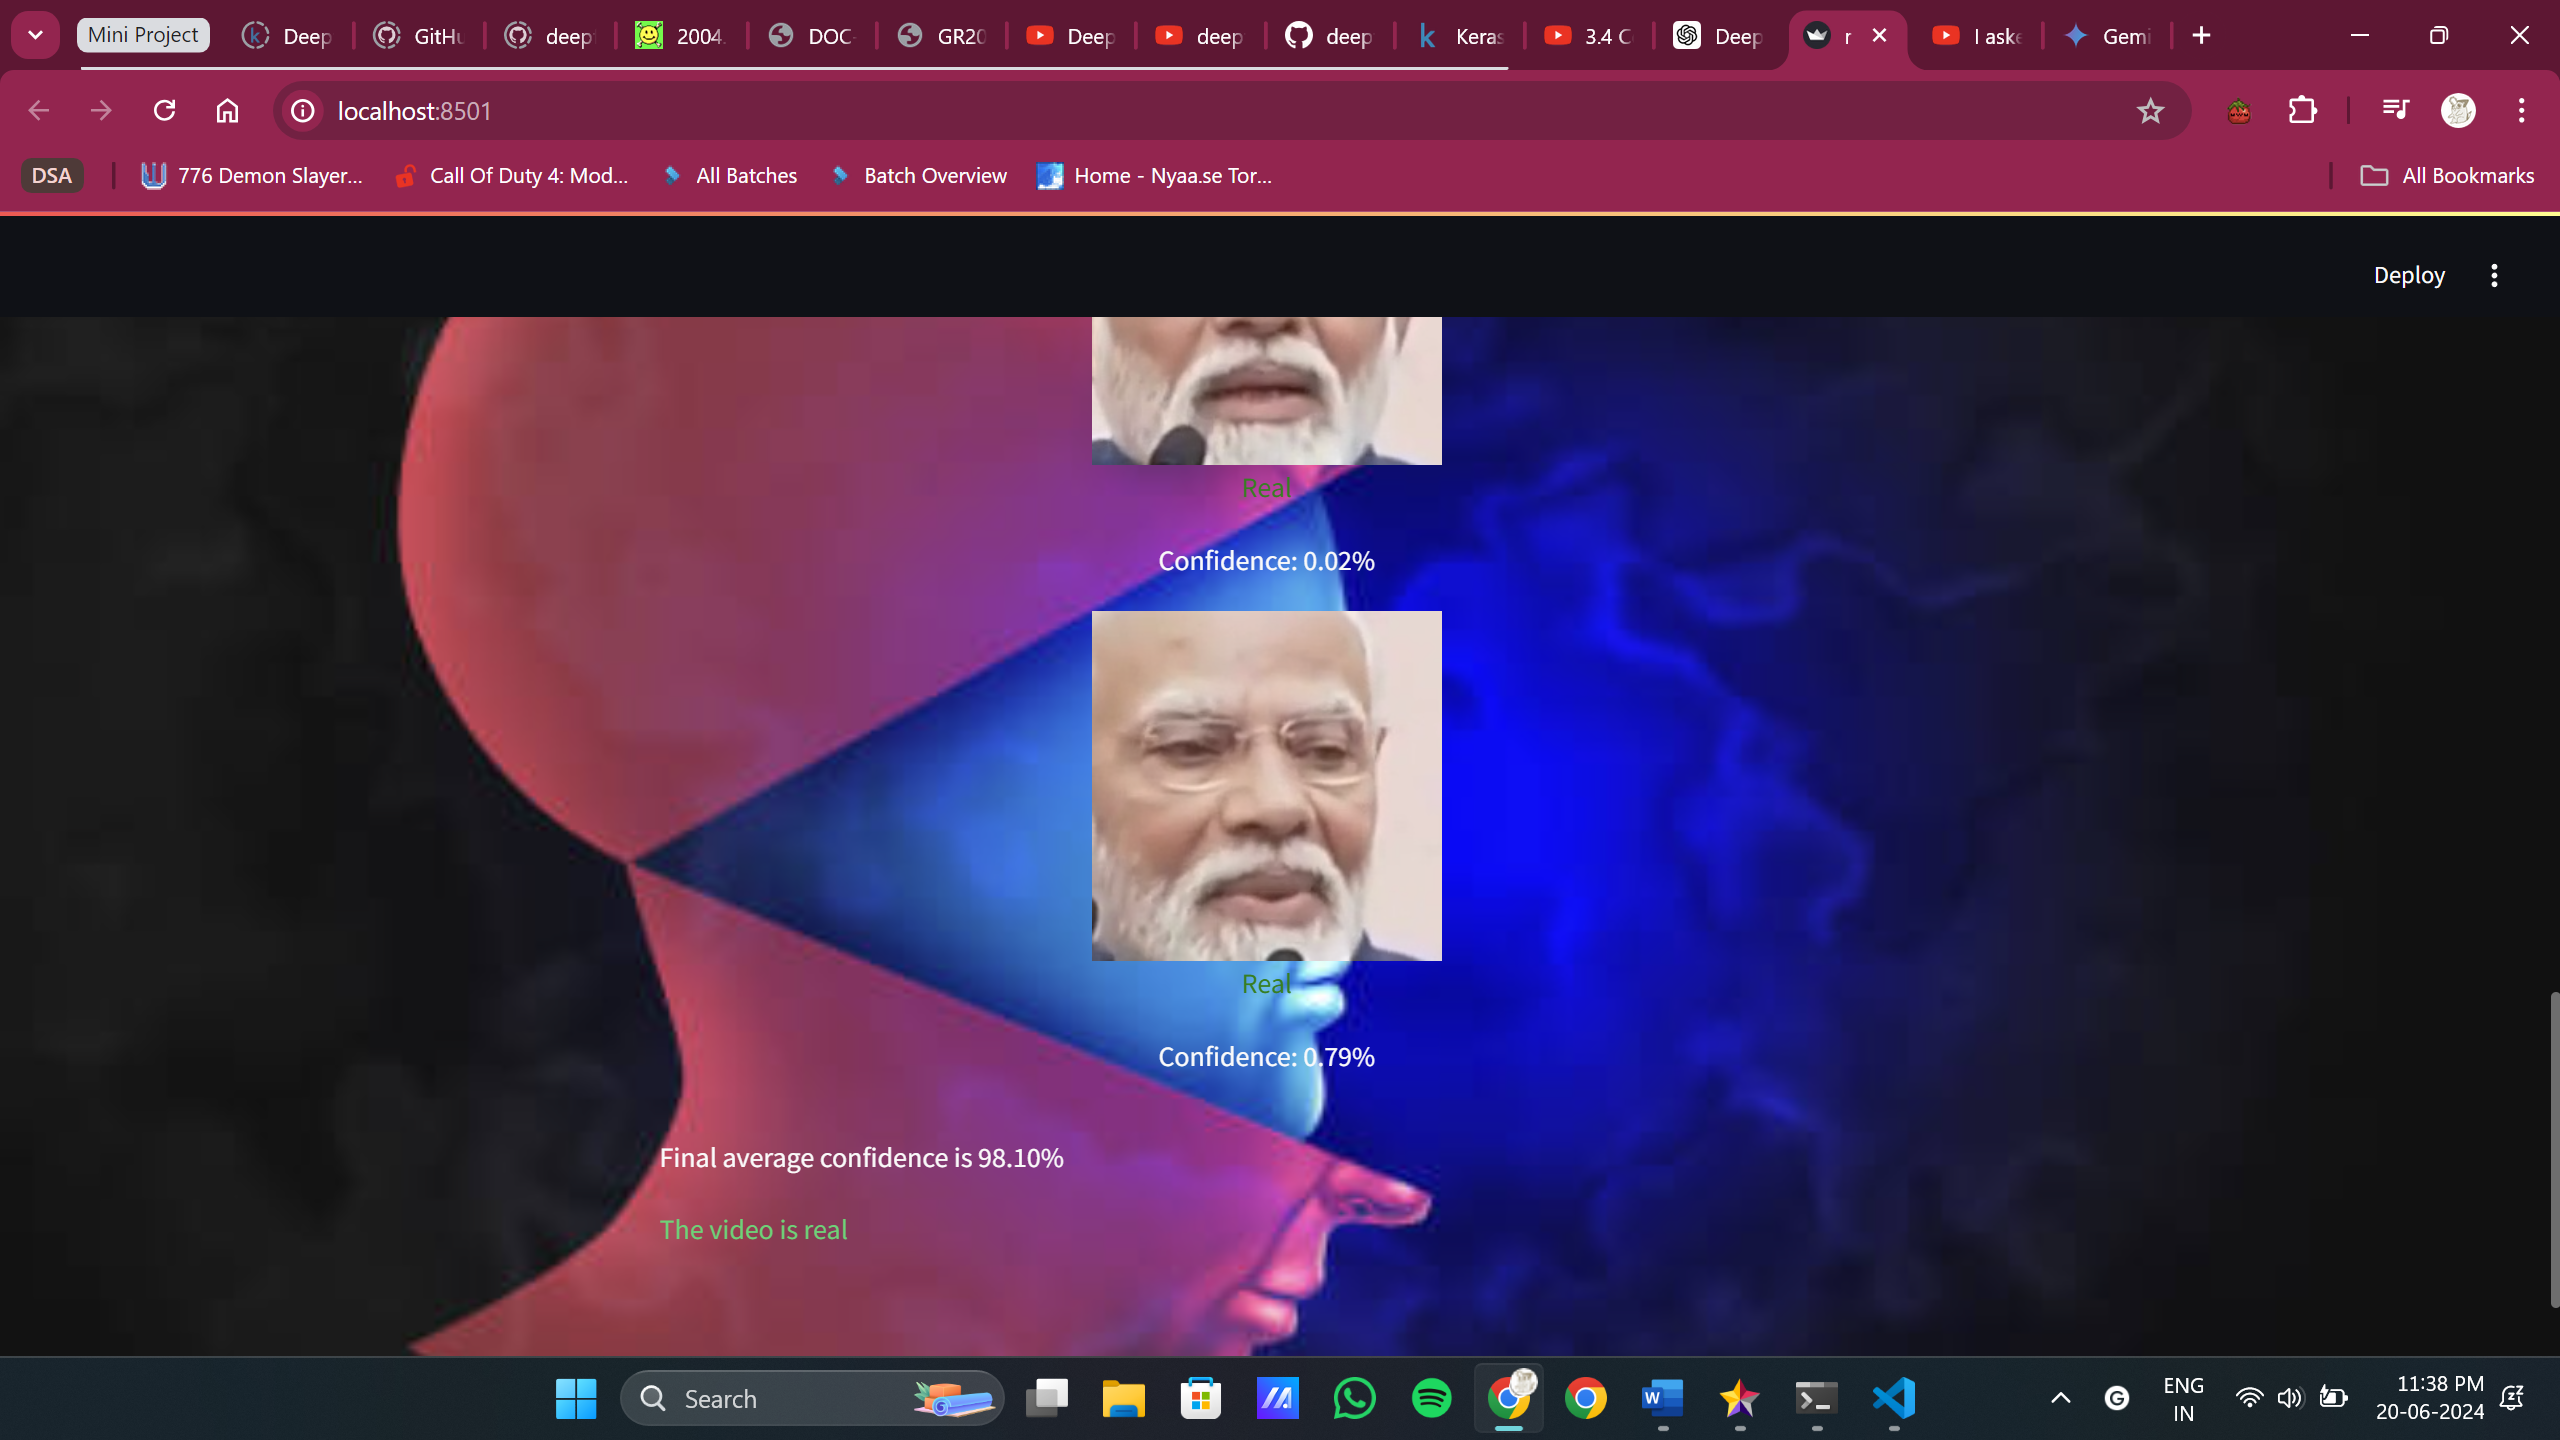 Mini Project
Deep
GitHu
deep
2004.
DOC-
GR20
Deep
deep
deep
Keras
3.4 C
Deep
r
I aske
Gemi
localhost:8501
DSA
776 Demon Slayer...
Call Of Duty 4: Mod...
All Batches
Batch Overview
Home - Nyaa.se Tor...
All Bookmarks
Deploy
Real
Confidence: 0.02%
Real
Confidence: 0.79%
Final average confidence is 98.10%
The video is real
Search
ENG
IN
11:38 PM
20-06-2024